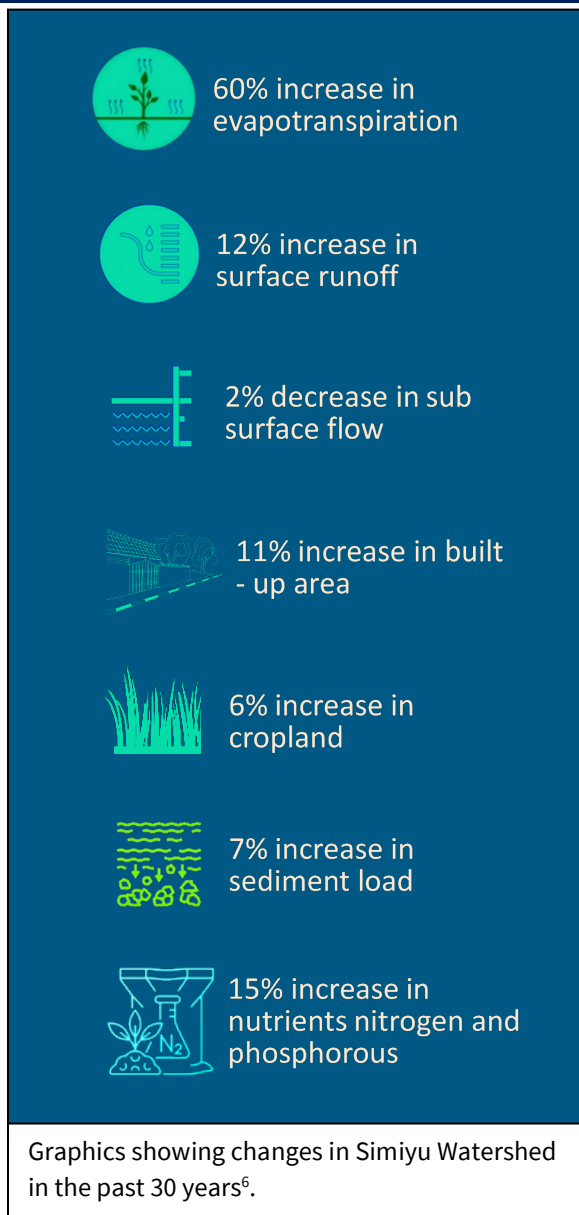 60% increase in
evapotranspiration
12% increase in
surface runoff
2% decrease in sub
surface flow
11% increase in built
- up area
6% increase in
cropland
7% increase in
sediment load
15% increase in
nutrients nitrogen and
phosphorous
N₂
Graphics showing changes in Simiyu Watershed
in the past 30 years⁶.